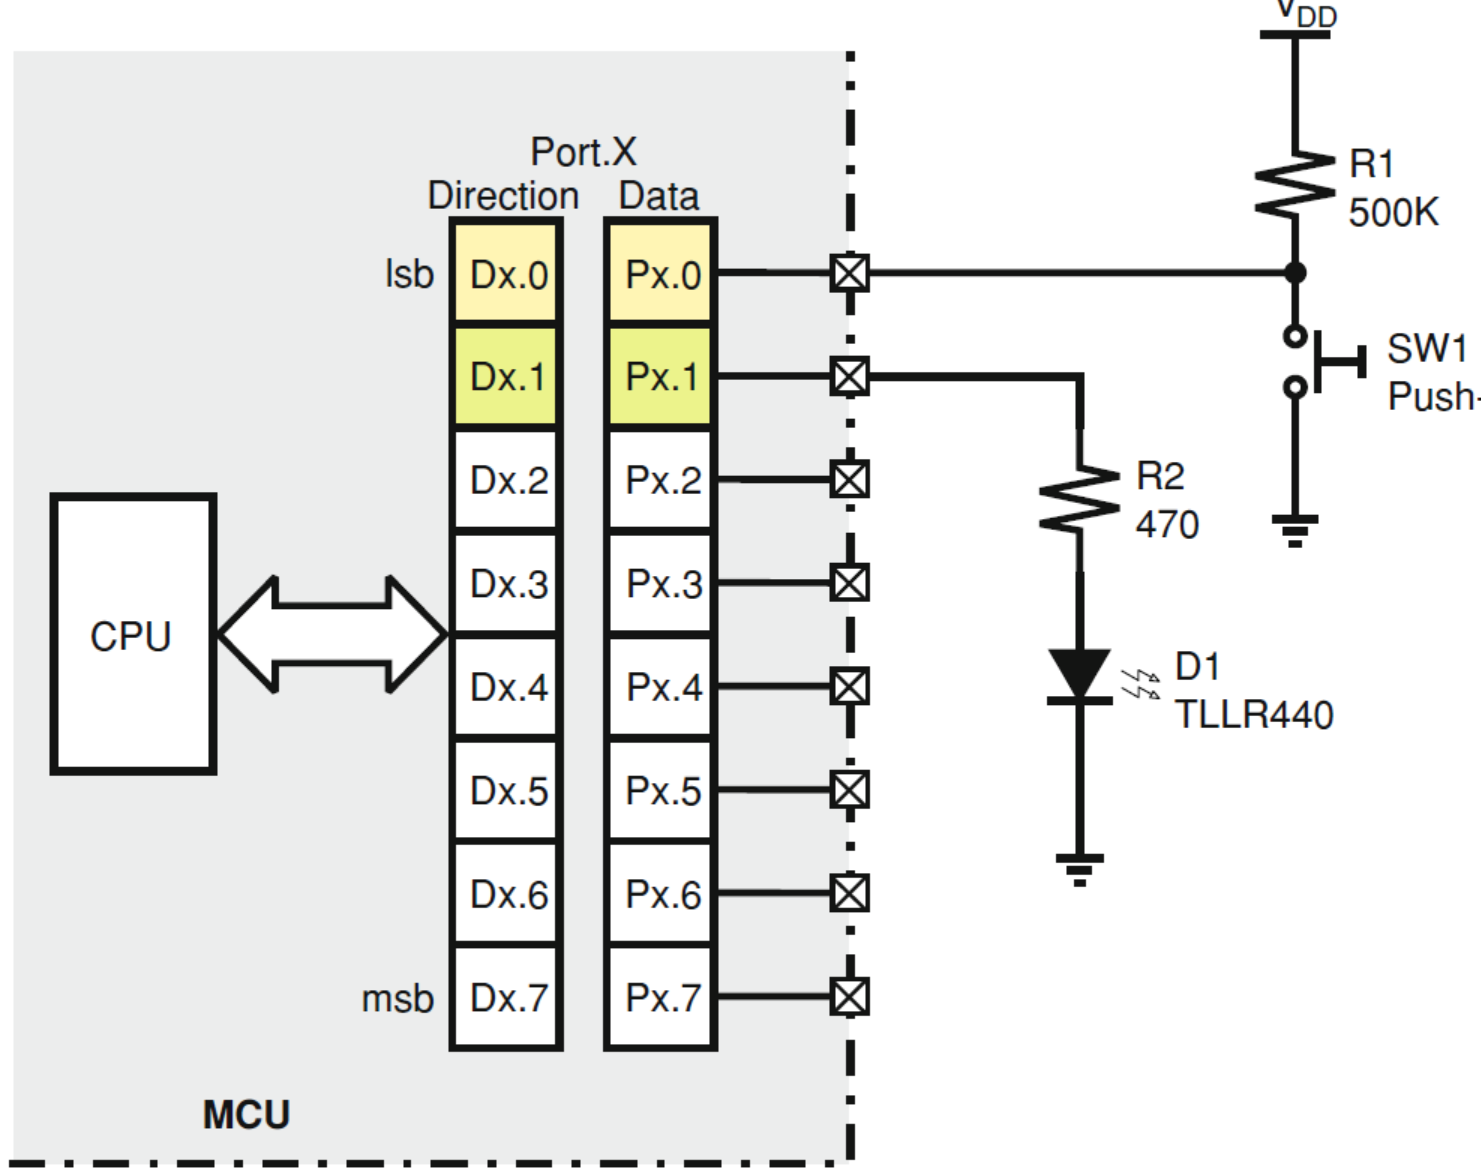 VDD
Port.X
Direction Data
R1
500K
lsb Dx.0 Px.0
Dx.1 Px.1
SW1
Push-
Dx.2 Px.2
R2
470
Dx.3 Px.3
CPU
Dx.4 Px.4
D1
TLLR440
Dx.5 Px.5
Dx.6 Px.6
msb Dx.7 Px.7
MCU